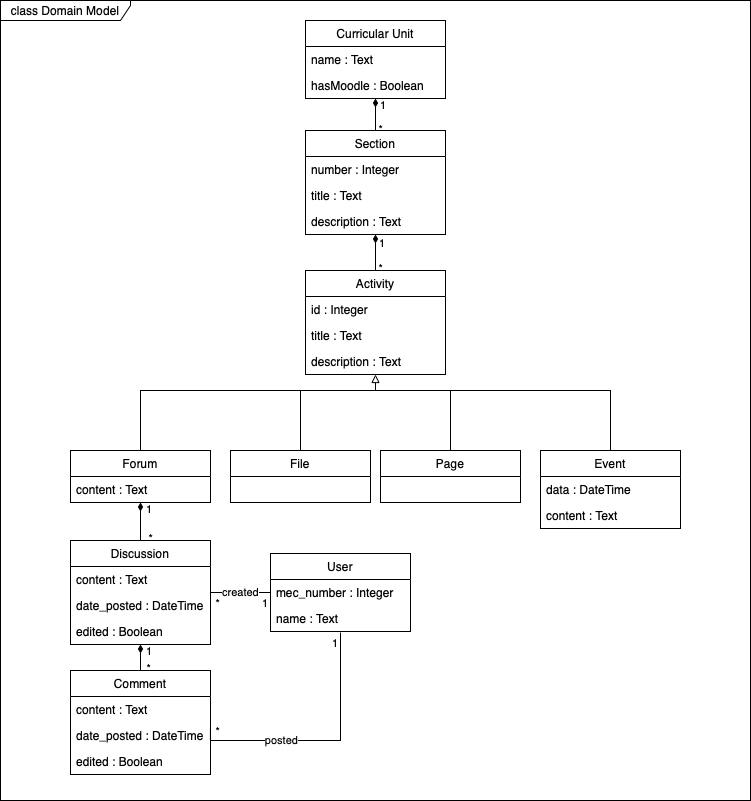 class Domain Model
Curricular Unit
name : Text
hasMoodle : Boolean
1
*
Section
number : Integer
title : Text
description : Text
1
*
Activity
id : Integer
title : Text
description : Text
Forum
content : Text
File
Page
Event
data : DateTime
content : Text
1
*
Discussion
content : Text
date_posted : DateTime
edited : Boolean
* created 1
User
mec_number : Integer
name : Text
1
*
1
Comment
content : Text
date_posted : DateTime
edited : Boolean
*
posted